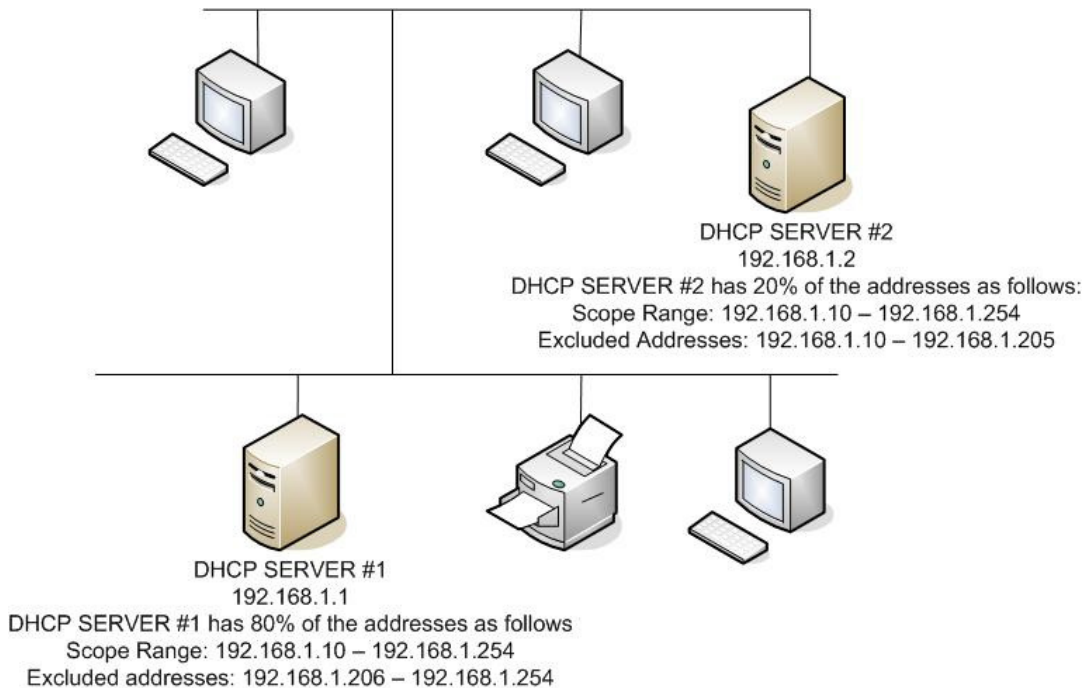 DHCP SERVER #2
192.168.1.2
DHCP SERVER #2 has 20% of the addresses as follows:
Scope Range: 192.168.1.10 – 192.168.1.254
Excluded Addresses: 192.168.1.10 – 192.168.1.205
DHCP SERVER #1
192.168.1.1
DHCP SERVER #1 has 80% of the addresses as follows
Scope Range: 192.168.1.10 – 192.168.1.254
Excluded addresses: 192.168.1.206 – 192.168.1.254